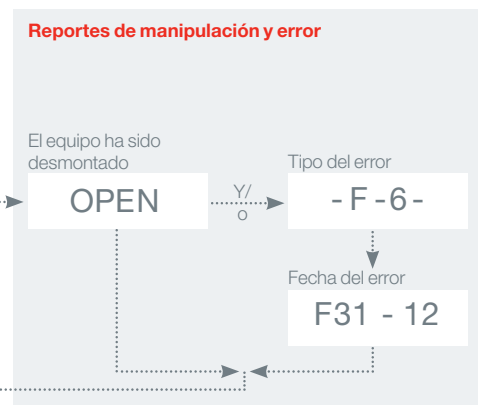 Reportes de manipulación y error
El equipo ha sido
desmontado
OPEN
Y/
o
Tipo del error
- F - 6 -
Fecha del error
F31 - 12